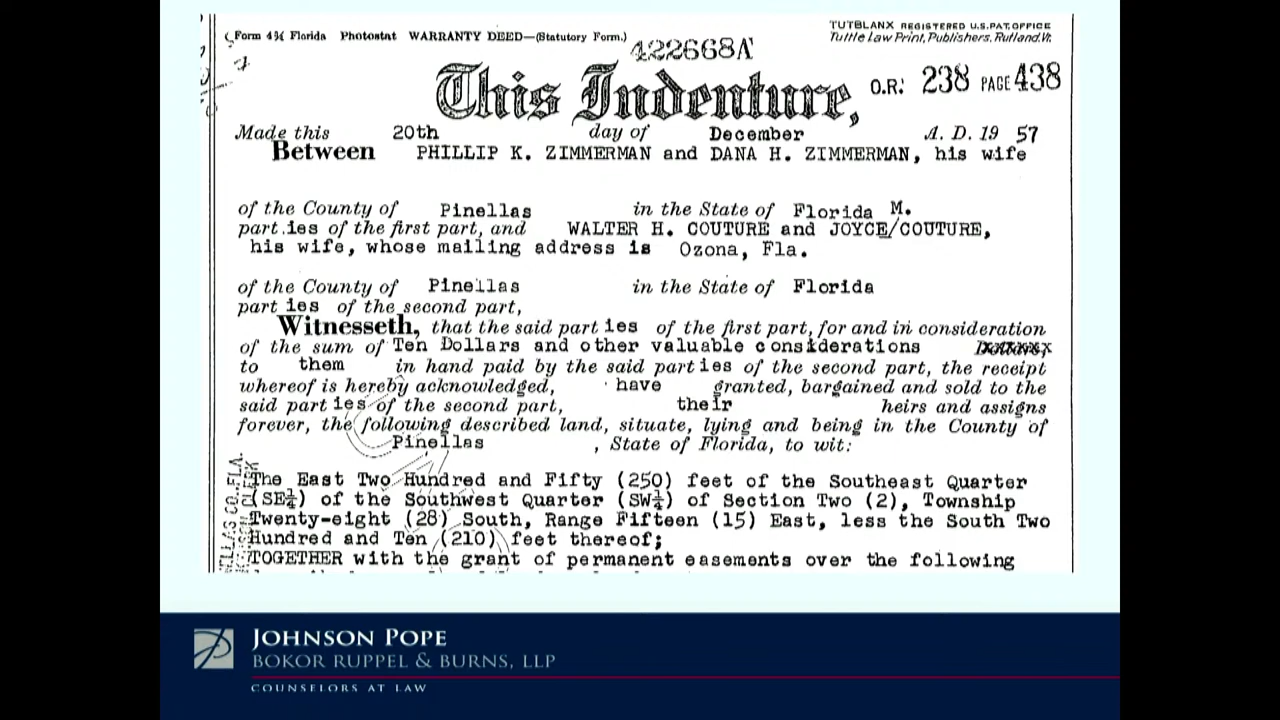 Form 4¾ Florida Photostat WARRANTY DEED—(Statutory Form.)
TUTBLANX REGISTERED U.S. PAT. OFFICE
Tuttle Law Print, Publishers, Rutland, Vt.
422668A
This Indenture,
O.R. 238 PAGE 438
Made this 20th day of December A. D. 19 57
Between PHILLIP K. ZIMMERMAN and DANA H. ZIMMERMAN, his wife
of the County of Pinellas in the State of Florida M.
part ies of the first part, and WALTER H. COUTURE and JOYCE/COUTURE,
his wife, whose mailing address is Ozona, Fla.
of the County of Pinellas in the State of Florida
part ies of the second part,
Witnesseth, that the said part ies of the first part, for and in consideration
of the sum of Ten Dollars and other valuable considerations
to them in hand paid by the said part ies of the second part, the receipt
whereof is hereby acknowledged, have granted, bargained and sold to the
said part ies of the second part, their heirs and assigns
forever, the following described land, situate, lying and being in the County of
Pinellas , State of Florida, to wit:
The East Two Hundred and Fifty (250) feet of the Southeast Quarter
(SE¼) of the Southwest Quarter (SW¼) of Section Two (2), Township
Twenty-eight (28) South, Range Fifteen (15) East, less the South Two
Hundred and Ten (210) feet thereof;
TOGETHER with the grant of permanent easements over the following
JOHNSON POPE
BOKOR RUPPEL & BURNS, LLP
COUNSELORS AT LAW